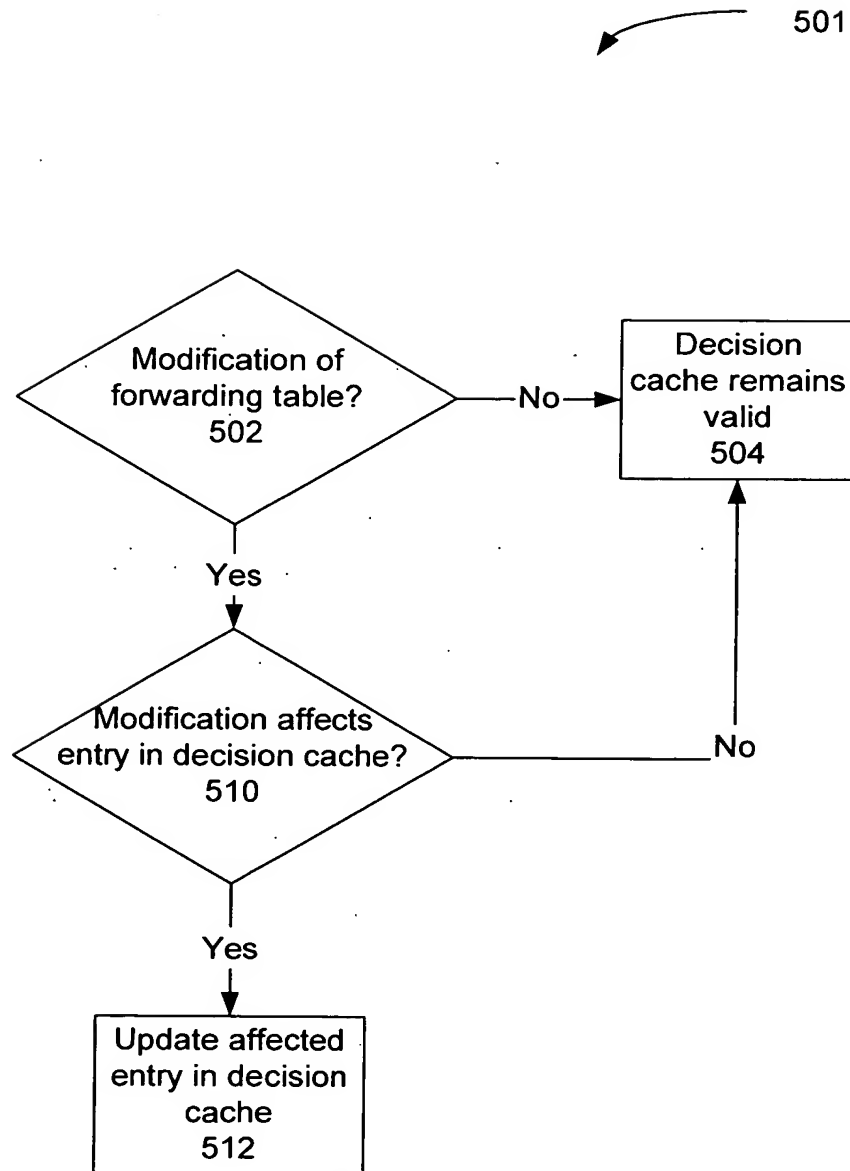 501
Modification of
forwarding table?
502
No
Decision
cache remains
valid
504
Yes
Modification affects
entry in decision cache?
510
No
Yes
Update affected
entry in decision
cache
512